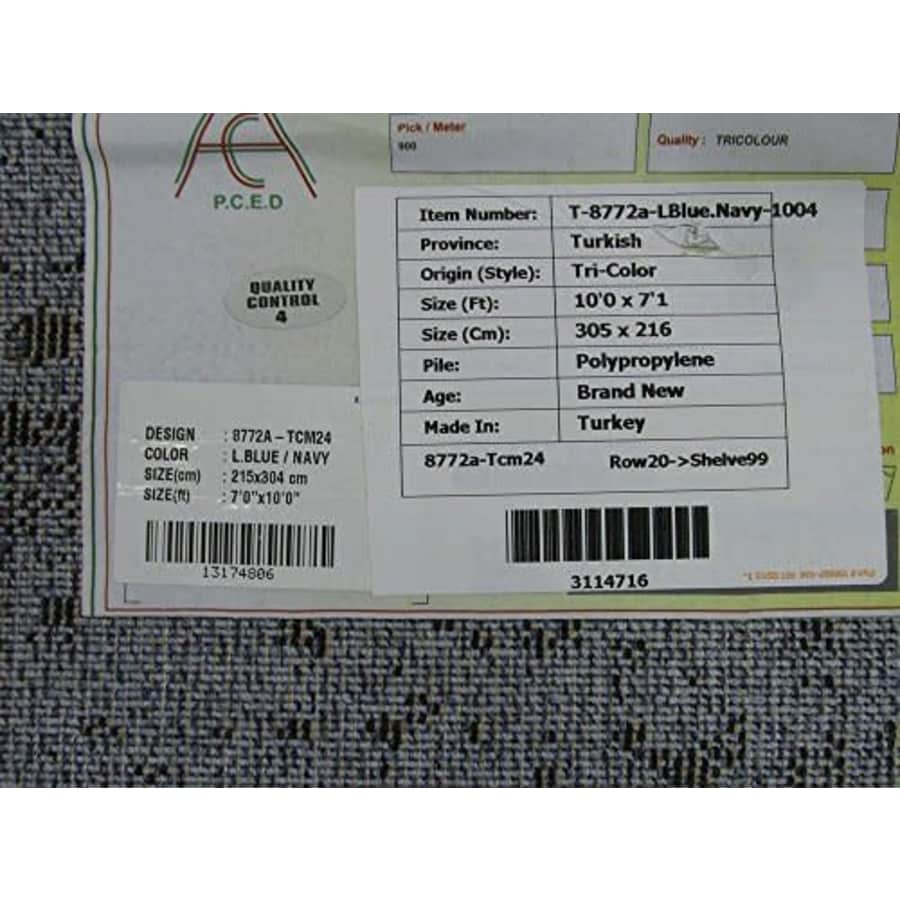 ACA
P.C.E.D
Pick / Meter
900
Quality : TRICOLOUR
QUALITY
CONTROL
4
Item Number: T-8772a-LBlue.Navy-1004
Province: Turkish
Origin (Style): Tri-Color
Size (Ft): 10'0 x 7'1
Size (Cm): 305 x 216
Pile: Polypropylene
Age: Brand New
Made In: Turkey
8772a-Tcm24 Row20->Shelve99
3114716
DESIGN : 8772A – TCM24
COLOR : L.BLUE / NAVY
SIZE(cm) : 215x304 cm
SIZE(ft) : 7'0"x10'0"
13174806